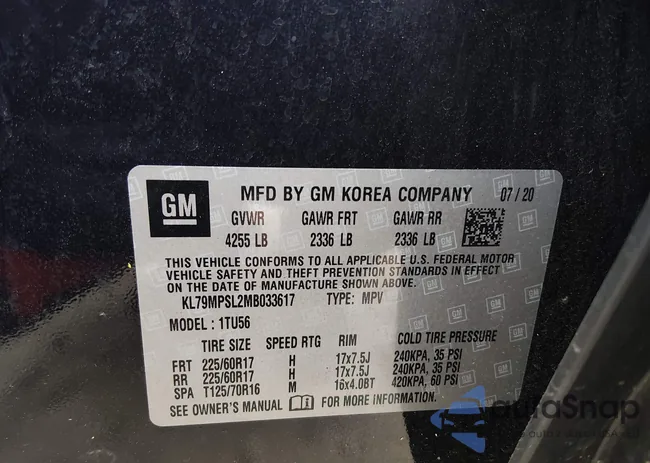 GM
MFD BY GM KOREA COMPANY 07/20
GVWR GAWR FRT GAWR RR
4255 LB 2336 LB 2336 LB
THIS VEHICLE CONFORMS TO ALL APPLICABLE U.S. FEDERAL MOTOR
VEHICLE SAFETY AND THEFT PREVENTION STANDARDS IN EFFECT
ON THE DATE OF MANUFACTURE SHOWN ABOVE.
KL79MPSL2MB033617 TYPE: MPV
MODEL: 1TU56
TIRE SIZE SPEED RTG RIM COLD TIRE PRESSURE
FRT 225/60R17 H 17x7.5J 240KPA, 35 PSI
RR 225/60R17 H 17x7.5J 240KPA, 35 PSI
SPA T125/70R16 M 16x4.0BT 420KPA, 60 PSI
SEE OWNER'S MANUAL FOR MORE INFORMATION.
autoSnap